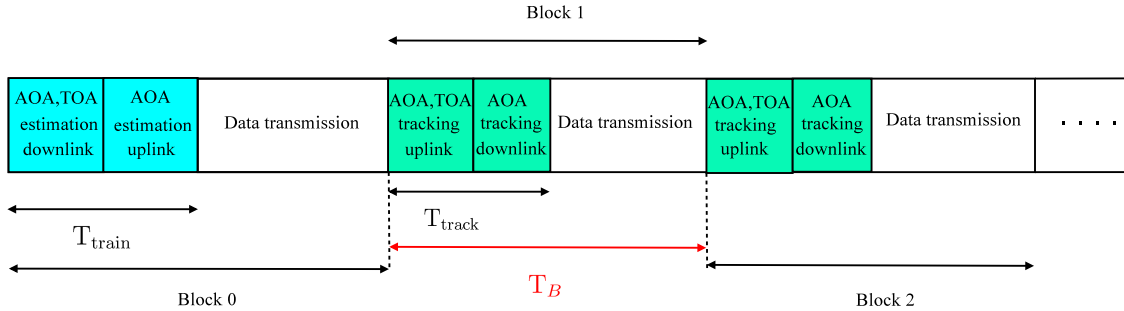 Block 1
AOA,TOA
estimation
downlink
AOA
estimation
uplink
Data transmission
AOA,TOA
tracking
uplink
AOA
tracking
downlink
Data transmission
AOA,TOA
tracking
uplink
AOA
tracking
downlink
Data transmission
. . . .
T_train
T_track
T_B
Block 0
Block 2